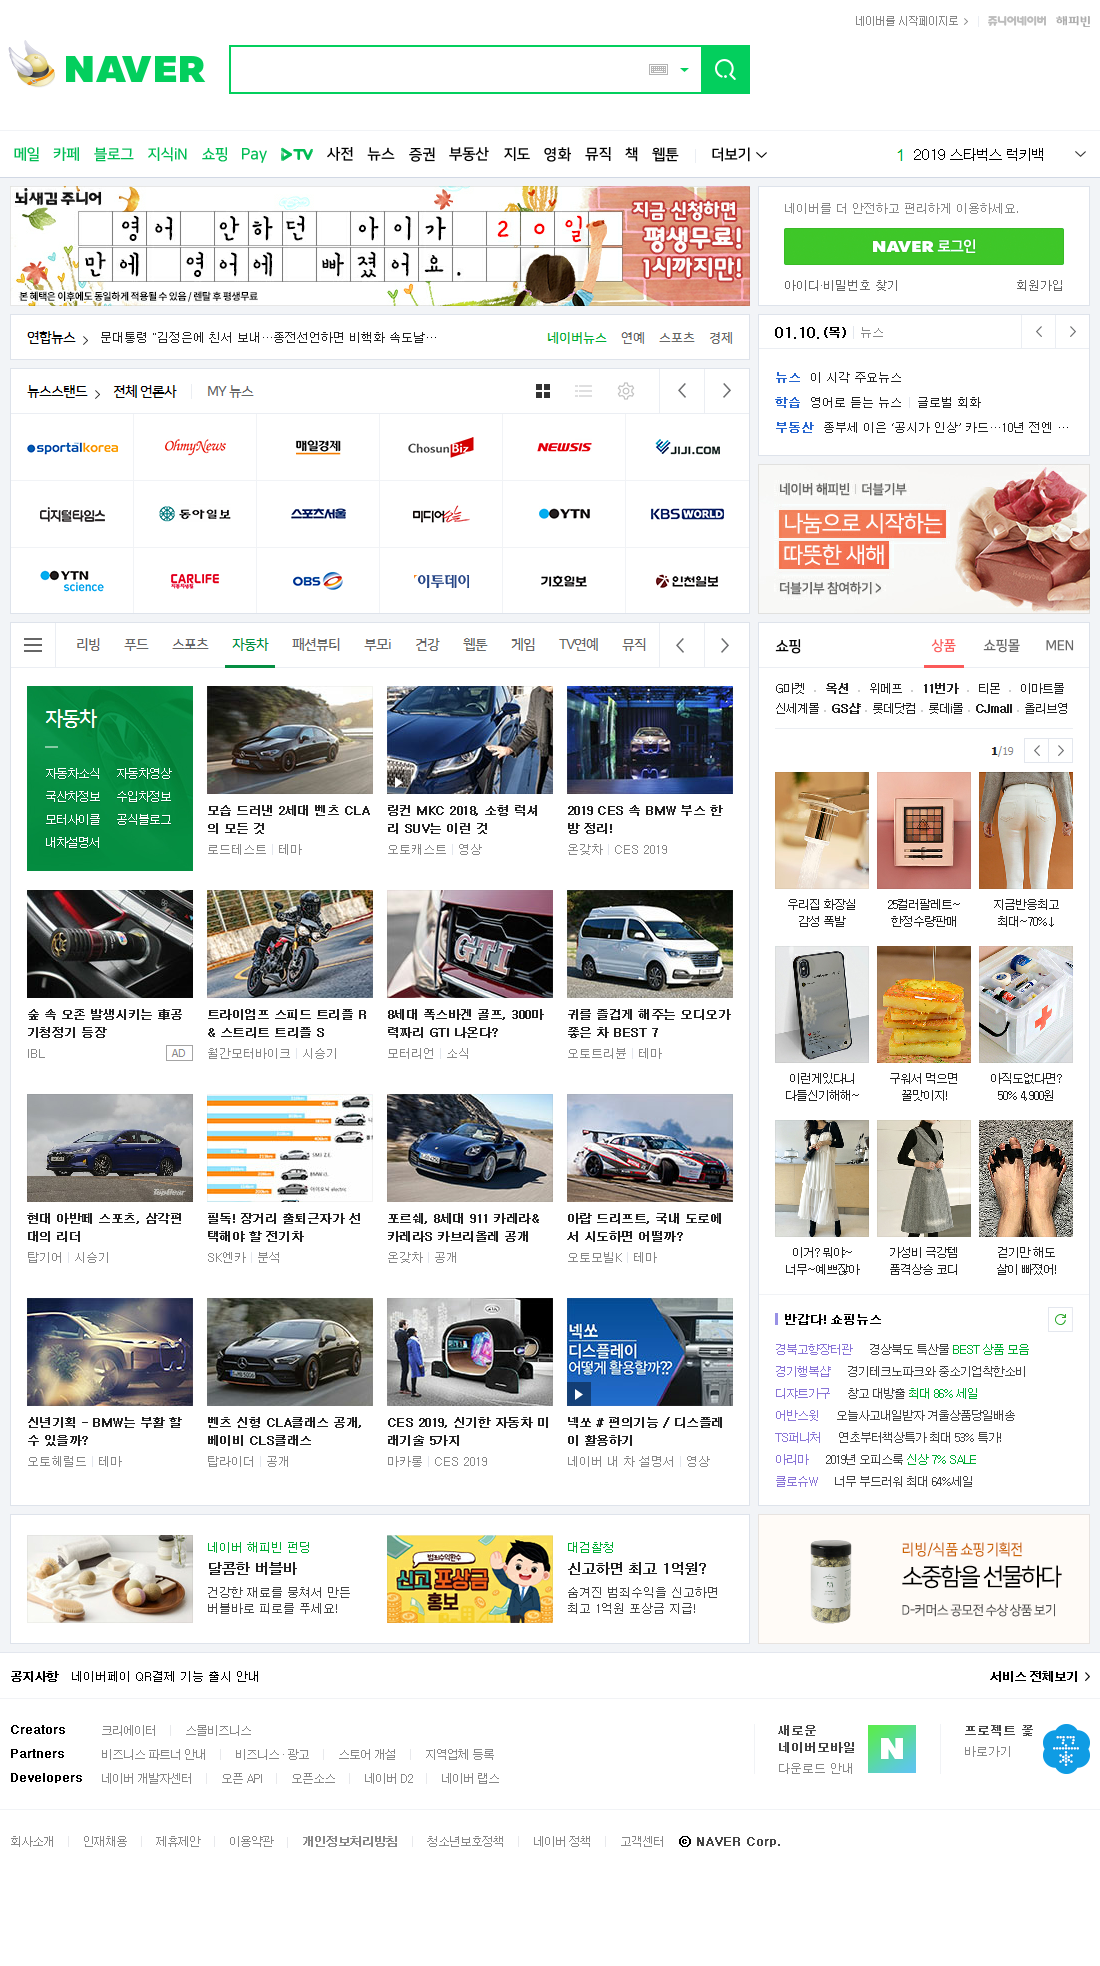 네이버를 시작페이지로
쥬니어네이버 해피빈
NAVER
메일 카페 블로그 지식iN 쇼핑 Pay TV 사전 뉴스 증권 부동산 지도 영화 뮤직 책 웹툰 더보기
1 2019 스타벅스 럭키백
뇌새김 주니어
영어 안하던 아이가 20일
만에 영어에 빠졌어요.
지금 신청하면
평생무료!
1시까지만!
본 혜택은 이후에도 동일하게 적용될 수 있음 / 렌탈 후 평생무료
네이버를 더 안전하고 편리하게 이용하세요.
NAVER 로그인
아이디·비밀번호 찾기 회원가입
연합뉴스 문대통령 "김정은에 친서 보내…종전선언하면 비핵화 속도날…
네이버뉴스 연예 스포츠 경제
01.10.(목) 뉴스
뉴스 이 시각 주요뉴스
학습 영어로 듣는 뉴스 글로벌 회화
부동산 종부세 이은 '공시가 인상' 카드…10년 전엔 …
뉴스스탠드 전체 언론사 MY 뉴스
sportalkorea OhmyNews 매일경제 ChosunBiz NEWSIS JIJI.COM
디지털타임스 동아일보 스포츠서울 미디어오늘 YTN KBS WORLD
YTN science CARLIFE OBS 이투데이 기호일보 인천일보
네이버 해피빈 더블기부
나눔으로 시작하는
따뜻한 새해
더블기부 참여하기
리빙 푸드 스포츠 자동차 패션뷰티 부모i 건강 웹툰 게임 TV연예 뮤직
자동차
자동차소식 자동차영상
국산차정보 수입차정보
모터사이클 공식블로그
내차설명서
모습 드러낸 2세대 벤츠 CLA
의 모든 것
로드테스트 테마
링컨 MKC 2018, 소형 럭셔
리 SUV는 이런 것
오토캐스트 영상
2019 CES 속 BMW 부스 한
방 정리!
온갖차 CES 2019
숲 속 오존 발생시키는 車공
기청정기 등장
IBL AD
트라이엄프 스피드 트리플 R
& 스트리트 트리플 S
월간모터바이크 시승기
GTI
8세대 폭스바겐 골프, 300마
력짜리 GTI 나온다?
모터리언 소식
귀를 즐겁게 해주는 오디오가
좋은 차 BEST 7
오토트리뷴 테마
TopGear
현대 아반떼 스포츠, 삼각편
대의 리더
탑기어 시승기
필독! 장거리 출퇴근자가 선
택해야 할 전기차
SK엔카 분석
포르쉐, 8세대 911 카레라&
카레라S 카브리올레 공개
온갖차 공개
아랍 드리프트, 국내 도로에
서 시도하면 어떨까?
오토모빌K 테마
신년기획 - BMW는 부활 할
수 있을까?
오토헤럴드 테마
벤츠 신형 CLA클래스 공개,
베이비 CLS클래스
탑라이더 공개
CES 2019, 신기한 자동차 미
래기술 5가지
마카롱 CES 2019
넥쏘
디스플레이
어떻게 활용할까??
넥쏘 # 편의기능 / 디스플레
이 활용하기
네이버 내 차 설명서 영상
쇼핑 상품 쇼핑몰 MEN
G마켓 옥션 위메프 11번가 티몬 이마트몰
신세계몰 GS샵 롯데닷컴 롯데i몰 CJmall 올리브영
1/19
우리집 화장실
감성 폭발
25컬러팔레트~
한정수량판매
지금반응최고
최대~70%↓
이런게있다니
다들신기해해~
구워서 먹으면
꿀맛이지!
아직도없다면?
50% 4,900원
이거? 뭐야~
너무~예쁘잖아
가성비 극강템
품격상승 코디
걷기만 해도
살이 빠졌어!
반갑다! 쇼핑뉴스
경북고향장터관 경상북도 특산물 BEST 상품 모음
경기행복샵 경기테크노파크와 중소기업착한소비
디자트가구 창고 대방출 최대 86% 세일
어반스윗 오늘사고내일받자 겨울상품당일배송
TS퍼니처 연초부터책상특가 최대 53% 특가!
아리마 2019년 오피스룩 신상 7% SALE
클로슈W 너무 부드러워 최대 64%세일
네이버 해피빈 펀딩
달콤한 버블바
건강한 재료를 뭉쳐서 만든
버블바로 피로를 푸세요!
범죄수익환수
신고 포상금
홍보
대검찰청
신고하면 최고 1억원?
숨겨진 범죄수익을 신고하면
최고 1억원 포상금 지급!
리빙/식품 쇼핑 기획전
소중함을 선물하다
D-커머스 공모전 수상 상품 보기
공지사항 네이버페이 QR결제 기능 출시 안내
서비스 전체보기
Creators 크리에이터 스몰비즈니스
Partners 비즈니스 파트너 안내 비즈니스 · 광고 스토어 개설 지역업체 등록
Developers 네이버 개발자센터 오픈 API 오픈소스 네이버 D2 네이버 랩스
새로운
네이버모바일
다운로드 안내
N
프로젝트 꽃
바로가기
회사소개 인재채용 제휴제안 이용약관 개인정보처리방침 청소년보호정책 네이버 정책 고객센터 ⓒ NAVER Corp.